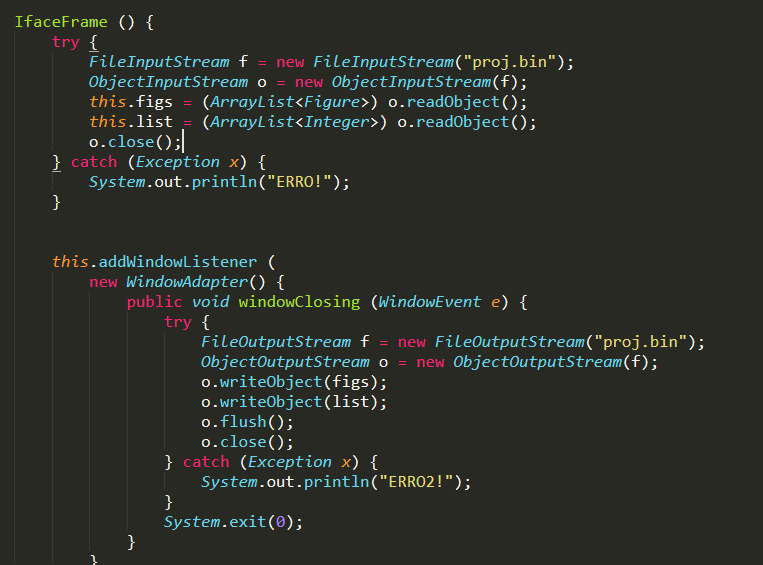 IfaceFrame () {
    try {
        FileInputStream f = new FileInputStream("proj.bin");
        ObjectInputStream o = new ObjectInputStream(f);
        this.figs = (ArrayList<Figure>) o.readObject();
        this.list = (ArrayList<Integer>) o.readObject();
        o.close();
    } catch (Exception x) {
        System.out.println("ERRO!");
    }
    this.addWindowListener (
        new WindowAdapter() {
            public void windowClosing (WindowEvent e) {
                try {
                    FileOutputStream f = new FileOutputStream("proj.bin");
                    ObjectOutputStream o = new ObjectOutputStream(f);
                    o.writeObject(figs);
                    o.writeObject(list);
                    o.flush();
                    o.close();
                } catch (Exception x) {
                    System.out.println("ERRO2!");
                }
                System.exit(0);
            }
        }